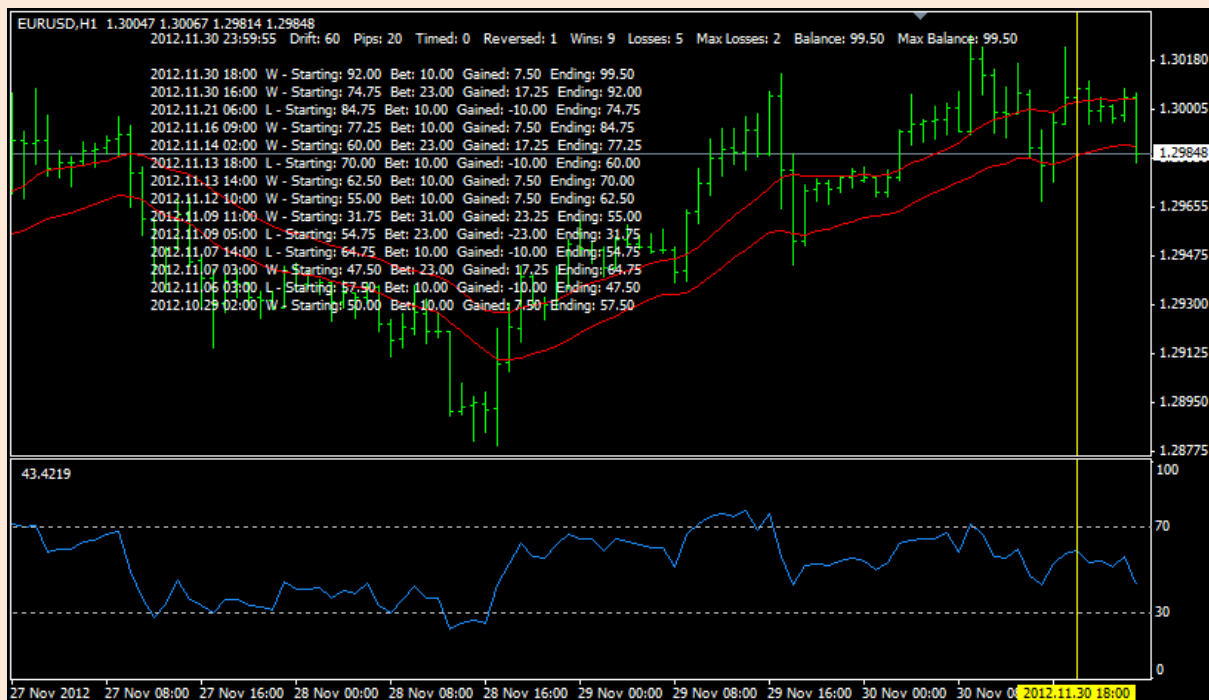 EURUSD,H1 1.30047 1.30067 1.29814 1.29848
2012.11.30 23:59:55 Drift: 60 Pips: 20 Timed: 0 Reversed: 1 Wins: 9 Losses: 5 Max Losses: 2 Balance: 99.50 Max Balance: 99.50
2012.11.30 18:00 W - Starting: 92.00 Bet: 10.00 Gained: 7.50 Ending: 99.50
2012.11.30 16:00 W - Starting: 74.75 Bet: 23.00 Gained: 17.25 Ending: 92.00
2012.11.21 06:00 L - Starting: 84.75 Bet: 10.00 Gained: -10.00 Ending: 74.75
2012.11.16 09:00 W - Starting: 77.25 Bet: 10.00 Gained: 7.50 Ending: 84.75
2012.11.14 02:00 W - Starting: 60.00 Bet: 23.00 Gained: 17.25 Ending: 77.25
2012.11.13 18:00 L - Starting: 70.00 Bet: 10.00 Gained: -10.00 Ending: 60.00
2012.11.13 14:00 W - Starting: 62.50 Bet: 10.00 Gained: 7.50 Ending: 70.00
2012.11.12 10:00 W - Starting: 55.00 Bet: 10.00 Gained: 7.50 Ending: 62.50
2012.11.09 11:00 W - Starting: 31.75 Bet: 31.00 Gained: 23.25 Ending: 55.00
2012.11.09 05:00 L - Starting: 54.75 Bet: 23.00 Gained: -23.00 Ending: 31.75
2012.11.07 14:00 L - Starting: 64.75 Bet: 10.00 Gained: -10.00 Ending: 54.75
2012.11.07 03:00 W - Starting: 47.50 Bet: 23.00 Gained: 17.25 Ending: 64.75
2012.11.06 03:00 L - Starting: 57.50 Bet: 10.00 Gained: -10.00 Ending: 47.50
2012.10.29 02:00 W - Starting: 50.00 Bet: 10.00 Gained: 7.50 Ending: 57.50
1.30180
1.30005
1.29848
1.29655
1.29475
1.29300
1.29125
1.28950
1.28775
43.4219
100
70
30
0
27 Nov 2012 27 Nov 08:00 27 Nov 16:00 28 Nov 00:00 28 Nov 08:00 28 Nov 16:00 29 Nov 00:00 29 Nov 08:00 29 Nov 16:00 30 Nov 00:00 30 Nov 2012.11.30 18:00